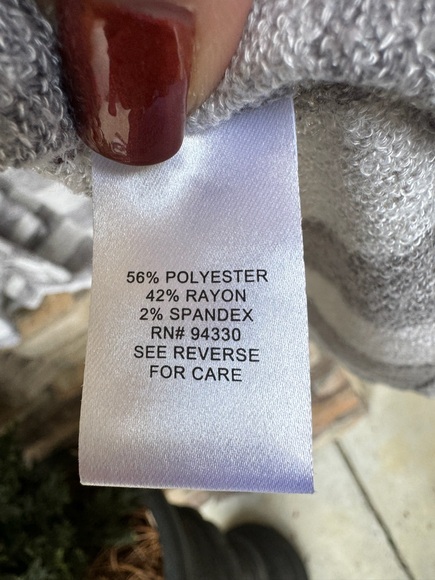 56% POLYESTER
42% RAYON
2% SPANDEX
RN# 94330
SEE REVERSE
FOR CARE